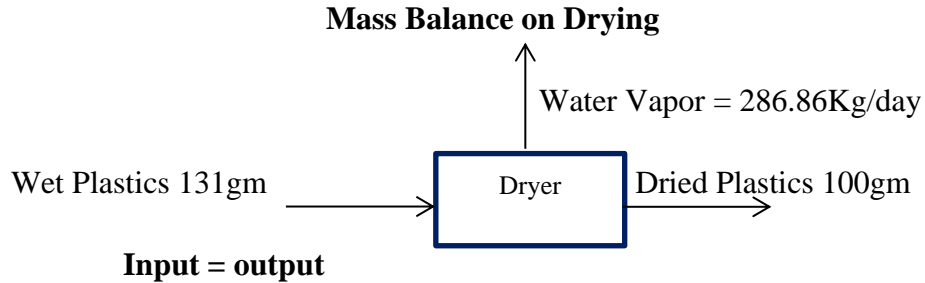 Mass Balance on Drying
Water Vapor = 286.86Kg/day
Wet Plastics 131gm
Dryer
Dried Plastics 100gm
Input = output